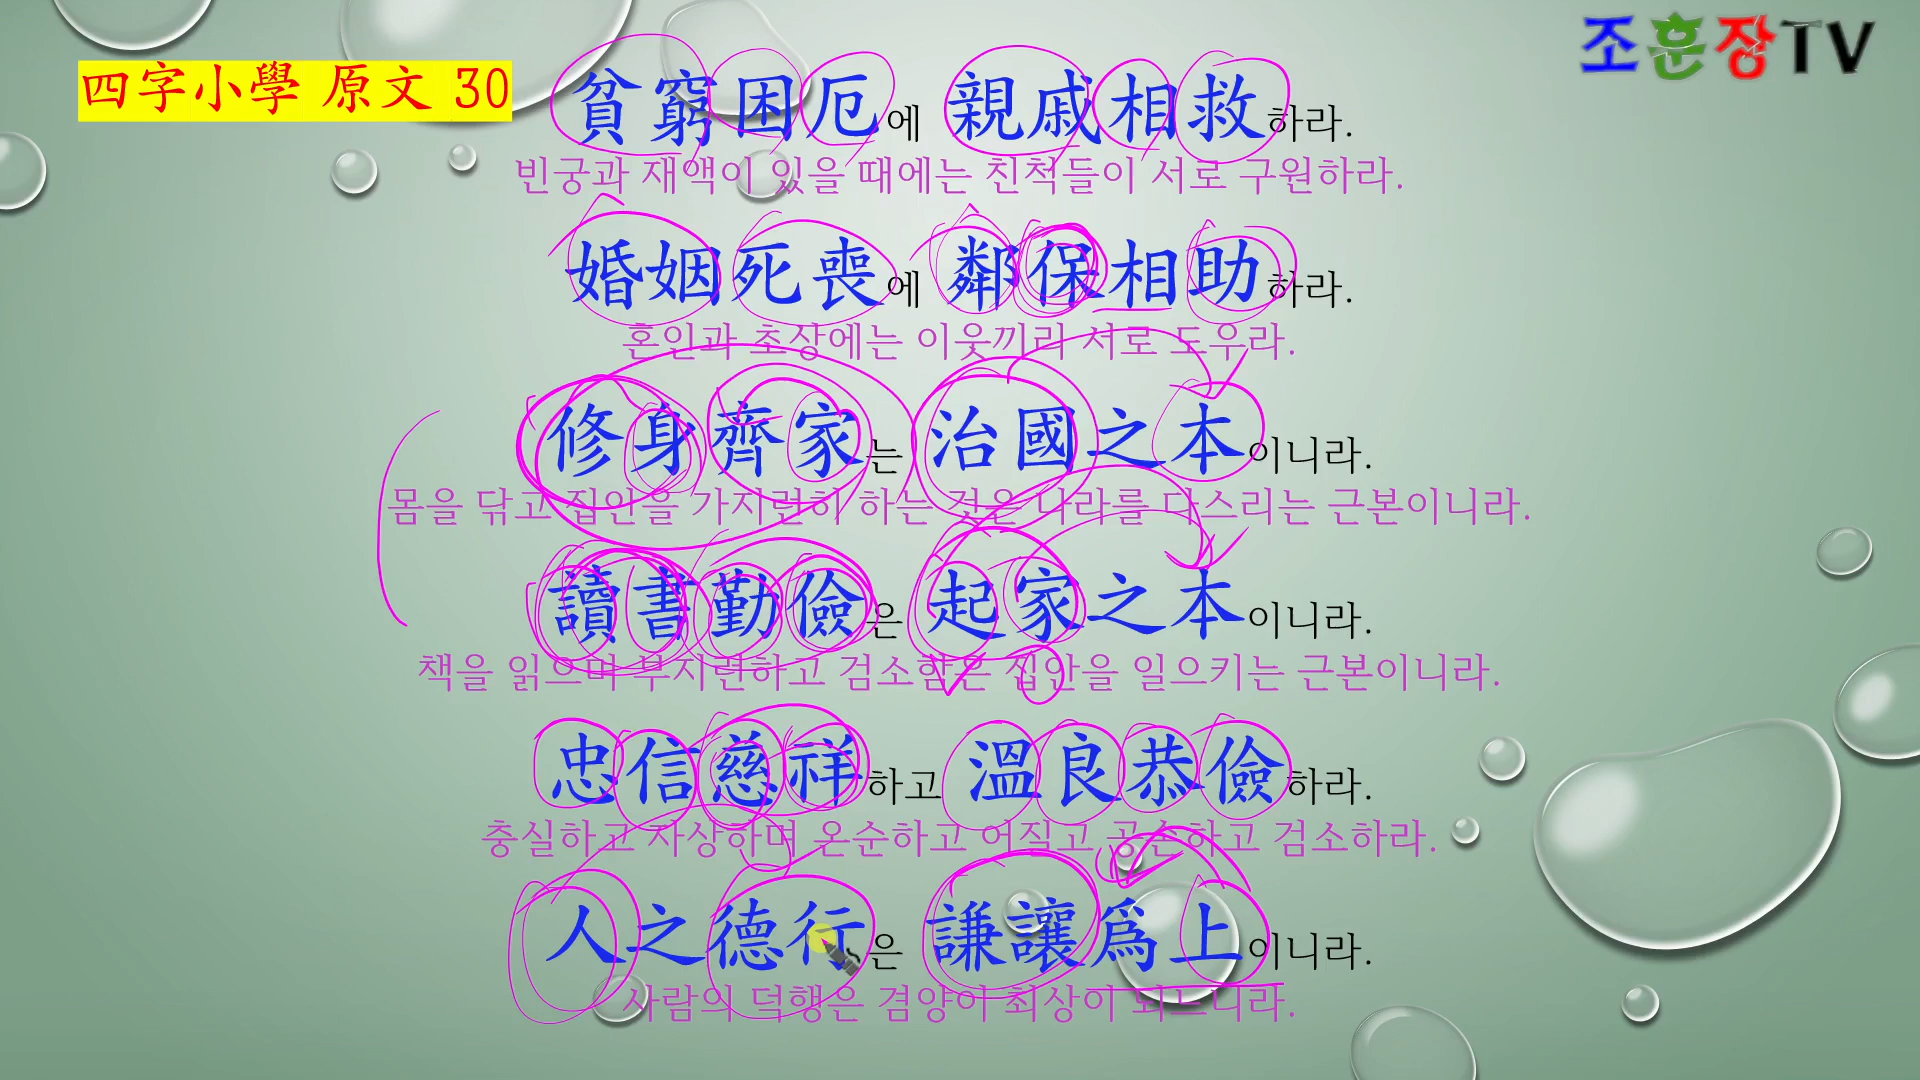 四字小學 原文 30
조훈장TV
貧窮困厄에 親戚相救하라.
빈궁과 재액이 있을 때에는 친척들이 서로 구원하라.
婚姻死喪에 鄰保相助하라.
혼인과 초상에는 이웃끼리 서로 도우라.
修身齊家는 治國之本이니라.
몸을 닦고 집안을 가지런히 하는 것은 나라를 다스리는 근본이니라.
讀書勤儉은 起家之本이니라.
책을 읽으며 부지런하고 검소함은 집안을 일으키는 근본이니라.
忠信慈祥하고 溫良恭儉하라.
충실하고 자상하며 온순하고 어질고 공손하고 검소하라.
人之德行은 謙讓爲上이니라.
사람의 덕행은 겸양이 최상이 되느니라.